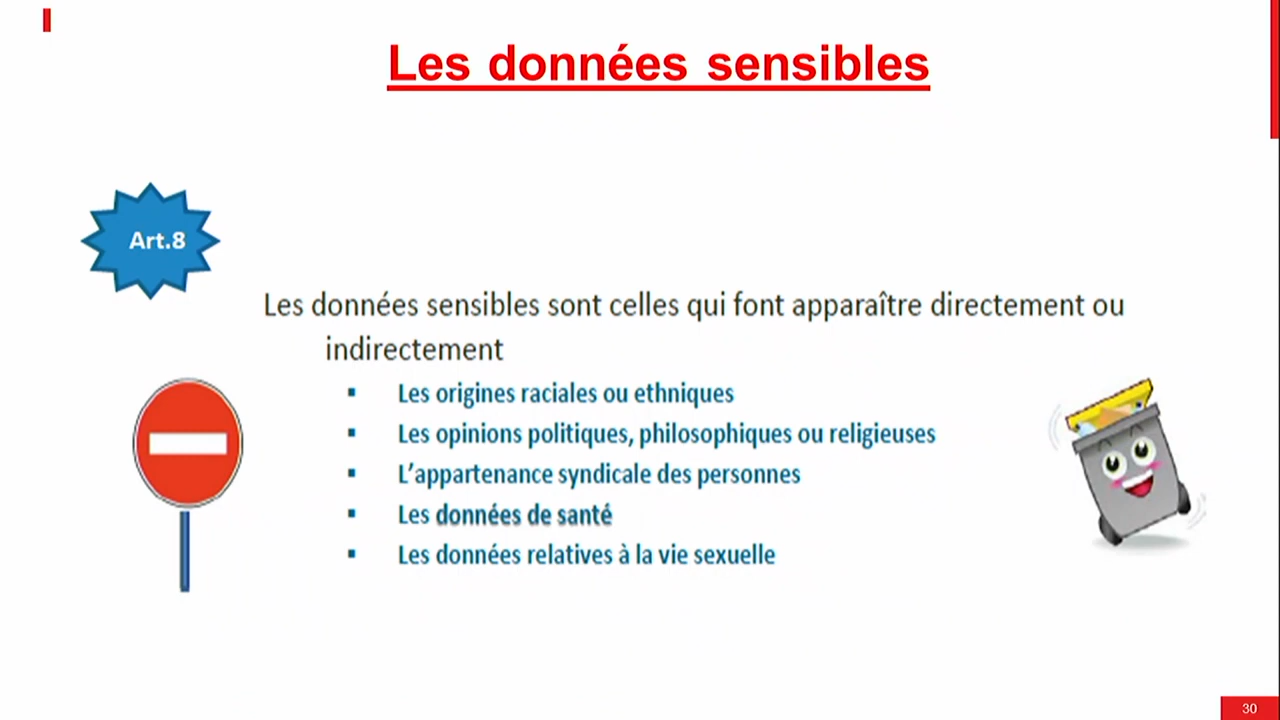 Les données sensibles
Art.8
Les données sensibles sont celles qui font apparaître directement ou
indirectement
▪ Les origines raciales ou ethniques
▪ Les opinions politiques, philosophiques ou religieuses
▪ L’appartenance syndicale des personnes
▪ Les données de santé
▪ Les données relatives à la vie sexuelle
30